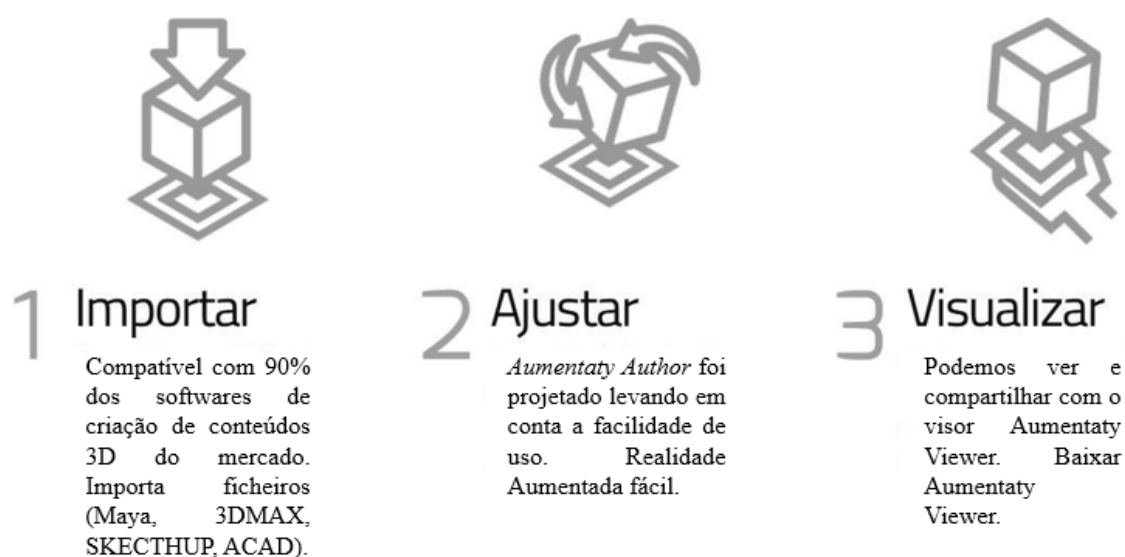 1 Importar
Compatível com 90%
dos softwares de
criação de conteúdos
3D do mercado.
Importa ficheiros
(Maya, 3DMAX,
SKECTHUP, ACAD).
2 Ajustar
Aumentaty Author foi
projetado levando em
conta a facilidade de
uso. Realidade
Aumentada fácil.
3 Visualizar
Podemos ver e
compartilhar com o
visor Aumentaty
Viewer. Baixar
Aumentaty
Viewer.